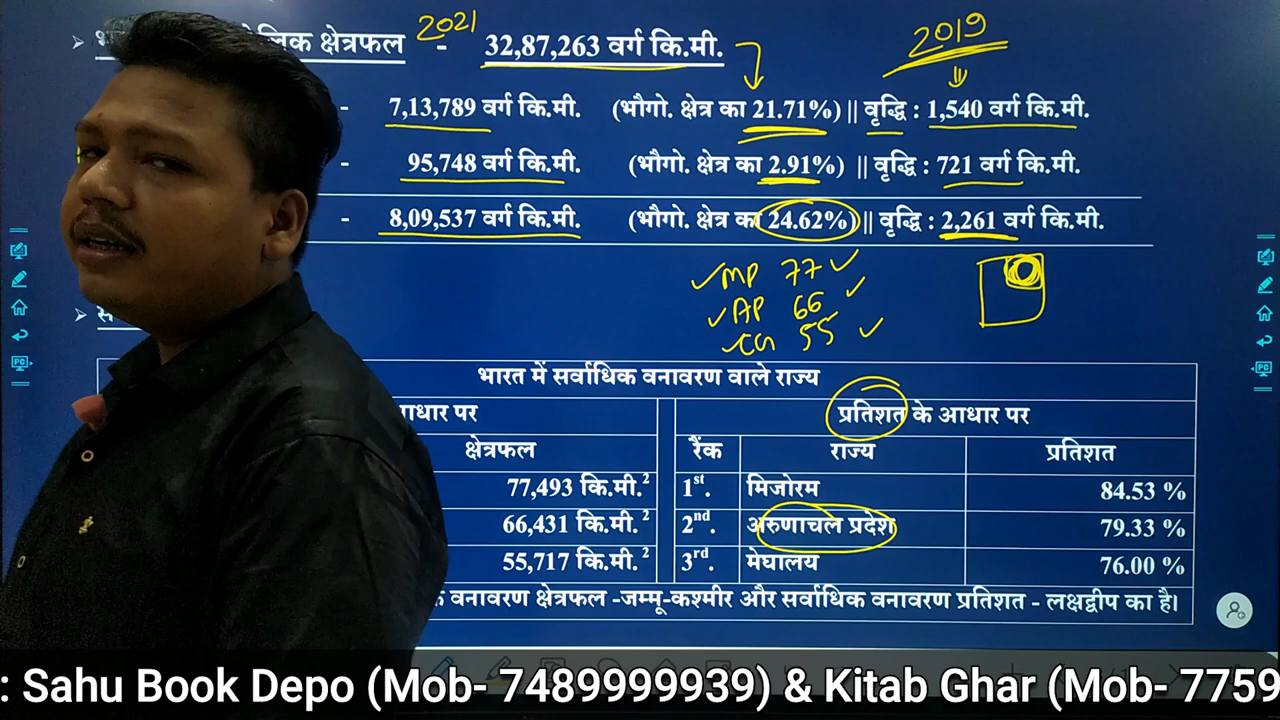 लिक क्षेत्रफल 2021 - 32,87,263 वर्ग कि.मी. 2019
- 7,13,789 वर्ग कि.मी. (भौगो. क्षेत्र का 21.71%) || वृद्धि : 1,540 वर्ग कि.मी.
- 95,748 वर्ग कि.मी. (भौगो. क्षेत्र का 2.91%) || वृद्धि : 721 वर्ग कि.मी.
- 8,09,537 वर्ग कि.मी. (भौगो. क्षेत्र का 24.62%) || वृद्धि : 2,261 वर्ग कि.मी.
MP 77
AP 66
CG 55
भारत में सर्वाधिक वनावरण वाले राज्य
आधार पर प्रतिशत के आधार पर
क्षेत्रफल रैंक राज्य प्रतिशत
77,493 कि.मी.² 1st. मिजोरम 84.53 %
66,431 कि.मी.² 2nd. अरुणाचल प्रदेश 79.33 %
55,717 कि.मी.² 3rd. मेघालय 76.00 %
वनावरण क्षेत्रफल -जम्मू-कश्मीर और सर्वाधिक वनावरण प्रतिशत - लक्षद्वीप का है।
: Sahu Book Depo (Mob- 7489999939) & Kitab Ghar (Mob- 7759